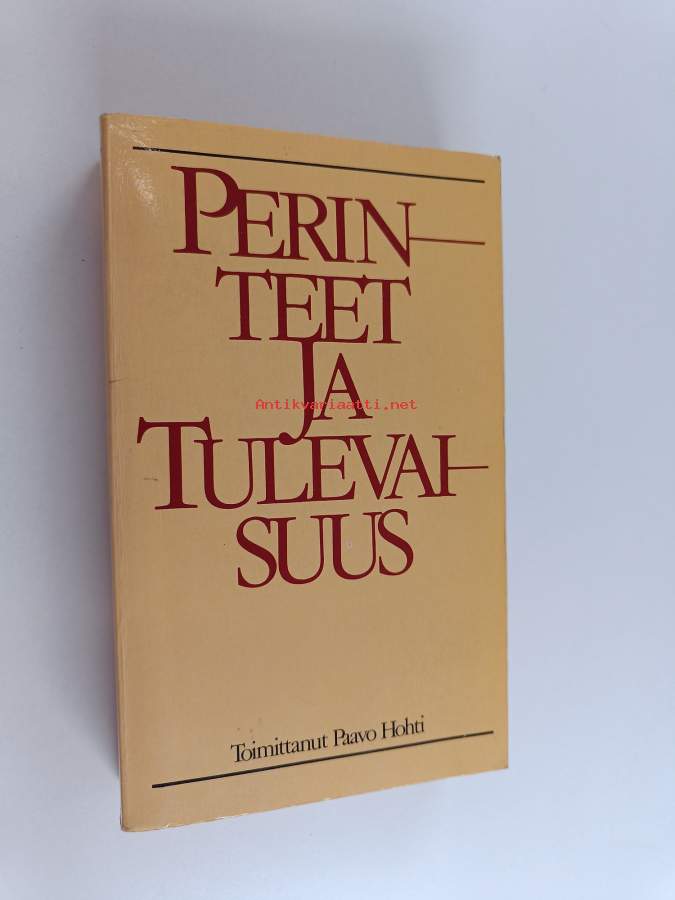 PERIN–
TEET
JA
Antikvariaatti.net
TULEVAI–
SUUS
Toimittanut Paavo Hohti